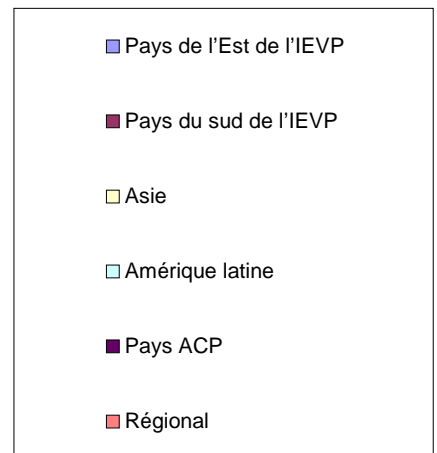 Pays de l'Est de l'IEVP
Pays du sud de l'IEVP
Asie
Amérique latine
Pays ACP
Régional